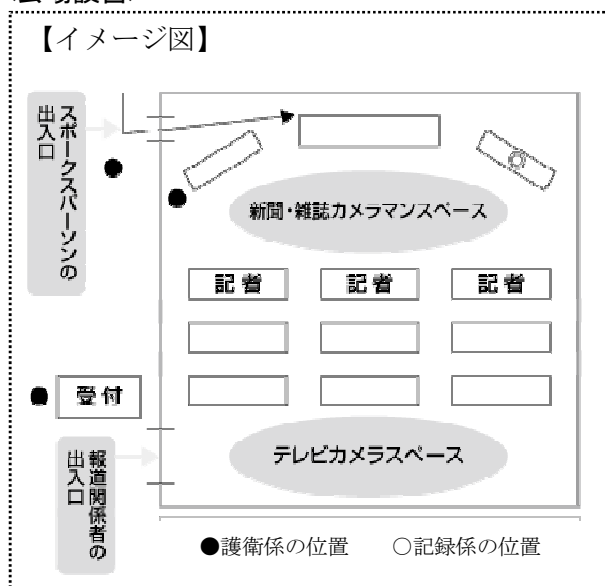 【イメージ図】
スポークスパーソンの
出入口
新聞・雑誌カメラマンスペース
記者
記者
記者
受付
テレビカメラスペース
報道関係者の
出入口
●護衛係の位置　○記録係の位置